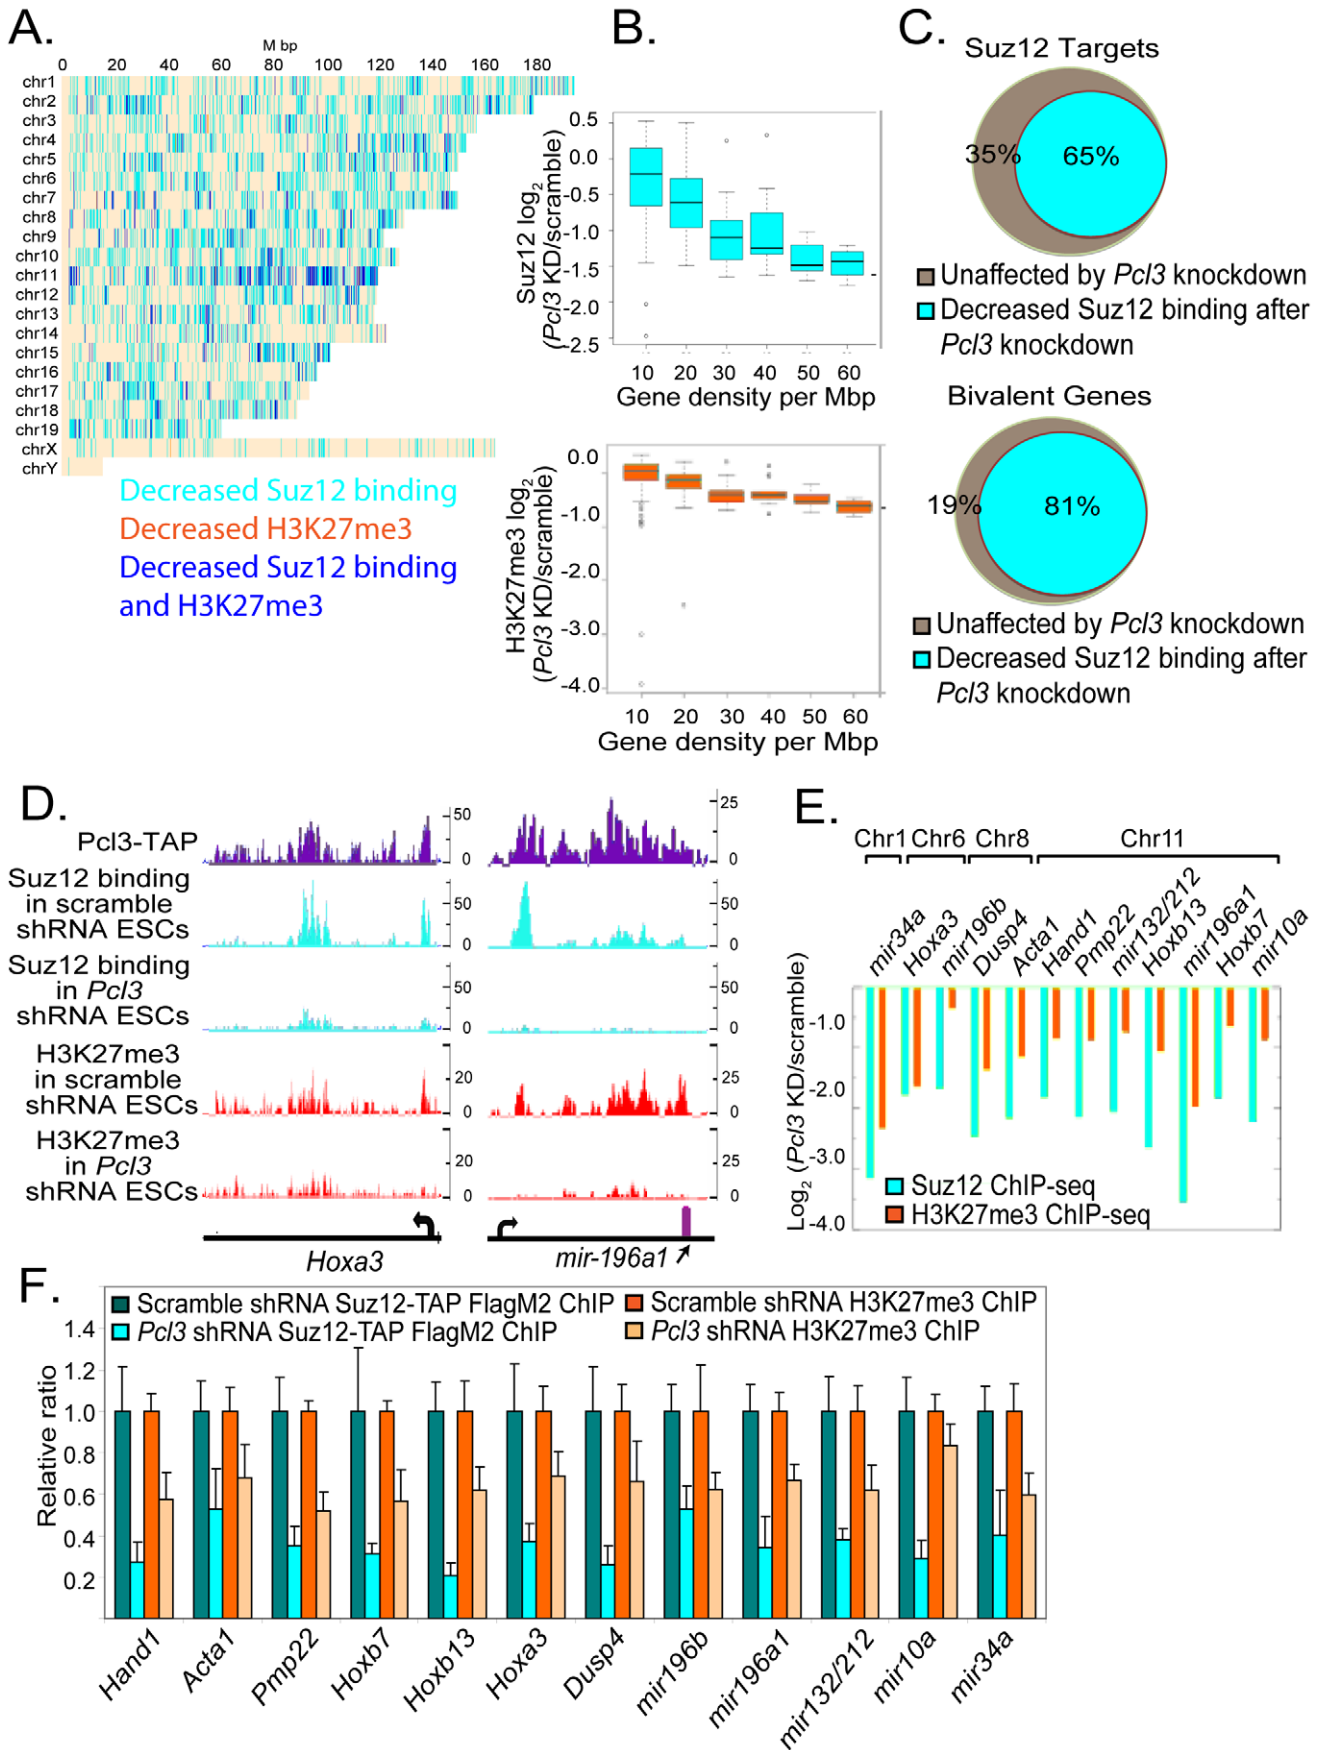 A.
M bp
0 20 40 60 80 100 120 140 160 180
chr1
chr2
chr3
chr4
chr5
chr6
chr7
chr8
chr9
chr10
chr11
chr12
chr13
chr14
chr15
chr16
chr17
chr18
chr19
chrX
chrY
Decreased Suz12 binding
Decreased H3K27me3
Decreased Suz12 binding
and H3K27me3
B.
Suz12 log2
(Pcl3 KD/scramble)
0.5
0.0
-0.5
-1.0
-1.5
-2.0
-2.5
10 20 30 40 50 60
Gene density per Mbp
H3K27me3 log2
(Pcl3 KD/scramble)
0.0
-1.0
-2.0
-3.0
-4.0
10 20 30 40 50 60
Gene density per Mbp
C.
Suz12 Targets
35% 65%
Unaffected by Pcl3 knockdown
Decreased Suz12 binding after
Pcl3 knockdown
Bivalent Genes
19% 81%
Unaffected by Pcl3 knockdown
Decreased Suz12 binding after
Pcl3 knockdown
D.
Pcl3-TAP
50
0
25
0
Suz12 binding
in scramble
shRNA ESCs
50
0
50
0
Suz12 binding
in Pcl3
shRNA ESCs
50
0
50
0
H3K27me3
in scramble
shRNA ESCs
20
0
20
0
H3K27me3
in Pcl3
shRNA ESCs
20
0
20
0
Hoxa3
mir-196a1
E.
Chr1 Chr6 Chr8 Chr11
mir34a
Hoxa3
mir196b
Dusp4
Acta1
Hand1
Pmp22
mir132/212
Hoxb13
mir196a1
Hoxb7
mir10a
Log2 (Pcl3 KD/scramble)
-1.0
-2.0
-3.0
-4.0
Suz12 ChIP-seq
H3K27me3 ChIP-seq
F.
Scramble shRNA Suz12-TAP FlagM2 ChIP
Scramble shRNA H3K27me3 ChIP
Pcl3 shRNA Suz12-TAP FlagM2 ChIP
Pcl3 shRNA H3K27me3 ChIP
Relative ratio
1.4
1.2
1.0
0.8
0.6
0.4
0.2
Hand1
Acta1
Pmp22
Hoxb7
Hoxb13
Hoxa3
Dusp4
mir196b
mir196a1
mir132/212
mir10a
mir34a